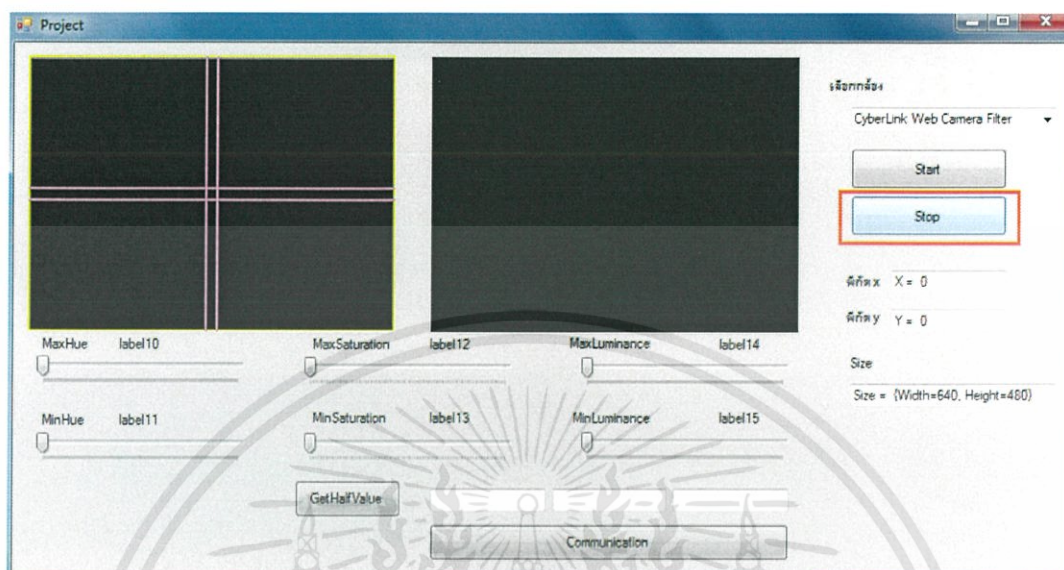 Project
เลือกกล้อง
CyberLink Web Camera Filter
Start
Stop
พิกัด x X = 0
พิกัด y Y = 0
Size
Size = {Width=640, Height=480}
MaxHue label10 MaxSaturation label12 MaxLuminance label14
MinHue label11 MinSaturation label13 MinLuminance label15
GetHalfValue
Communication